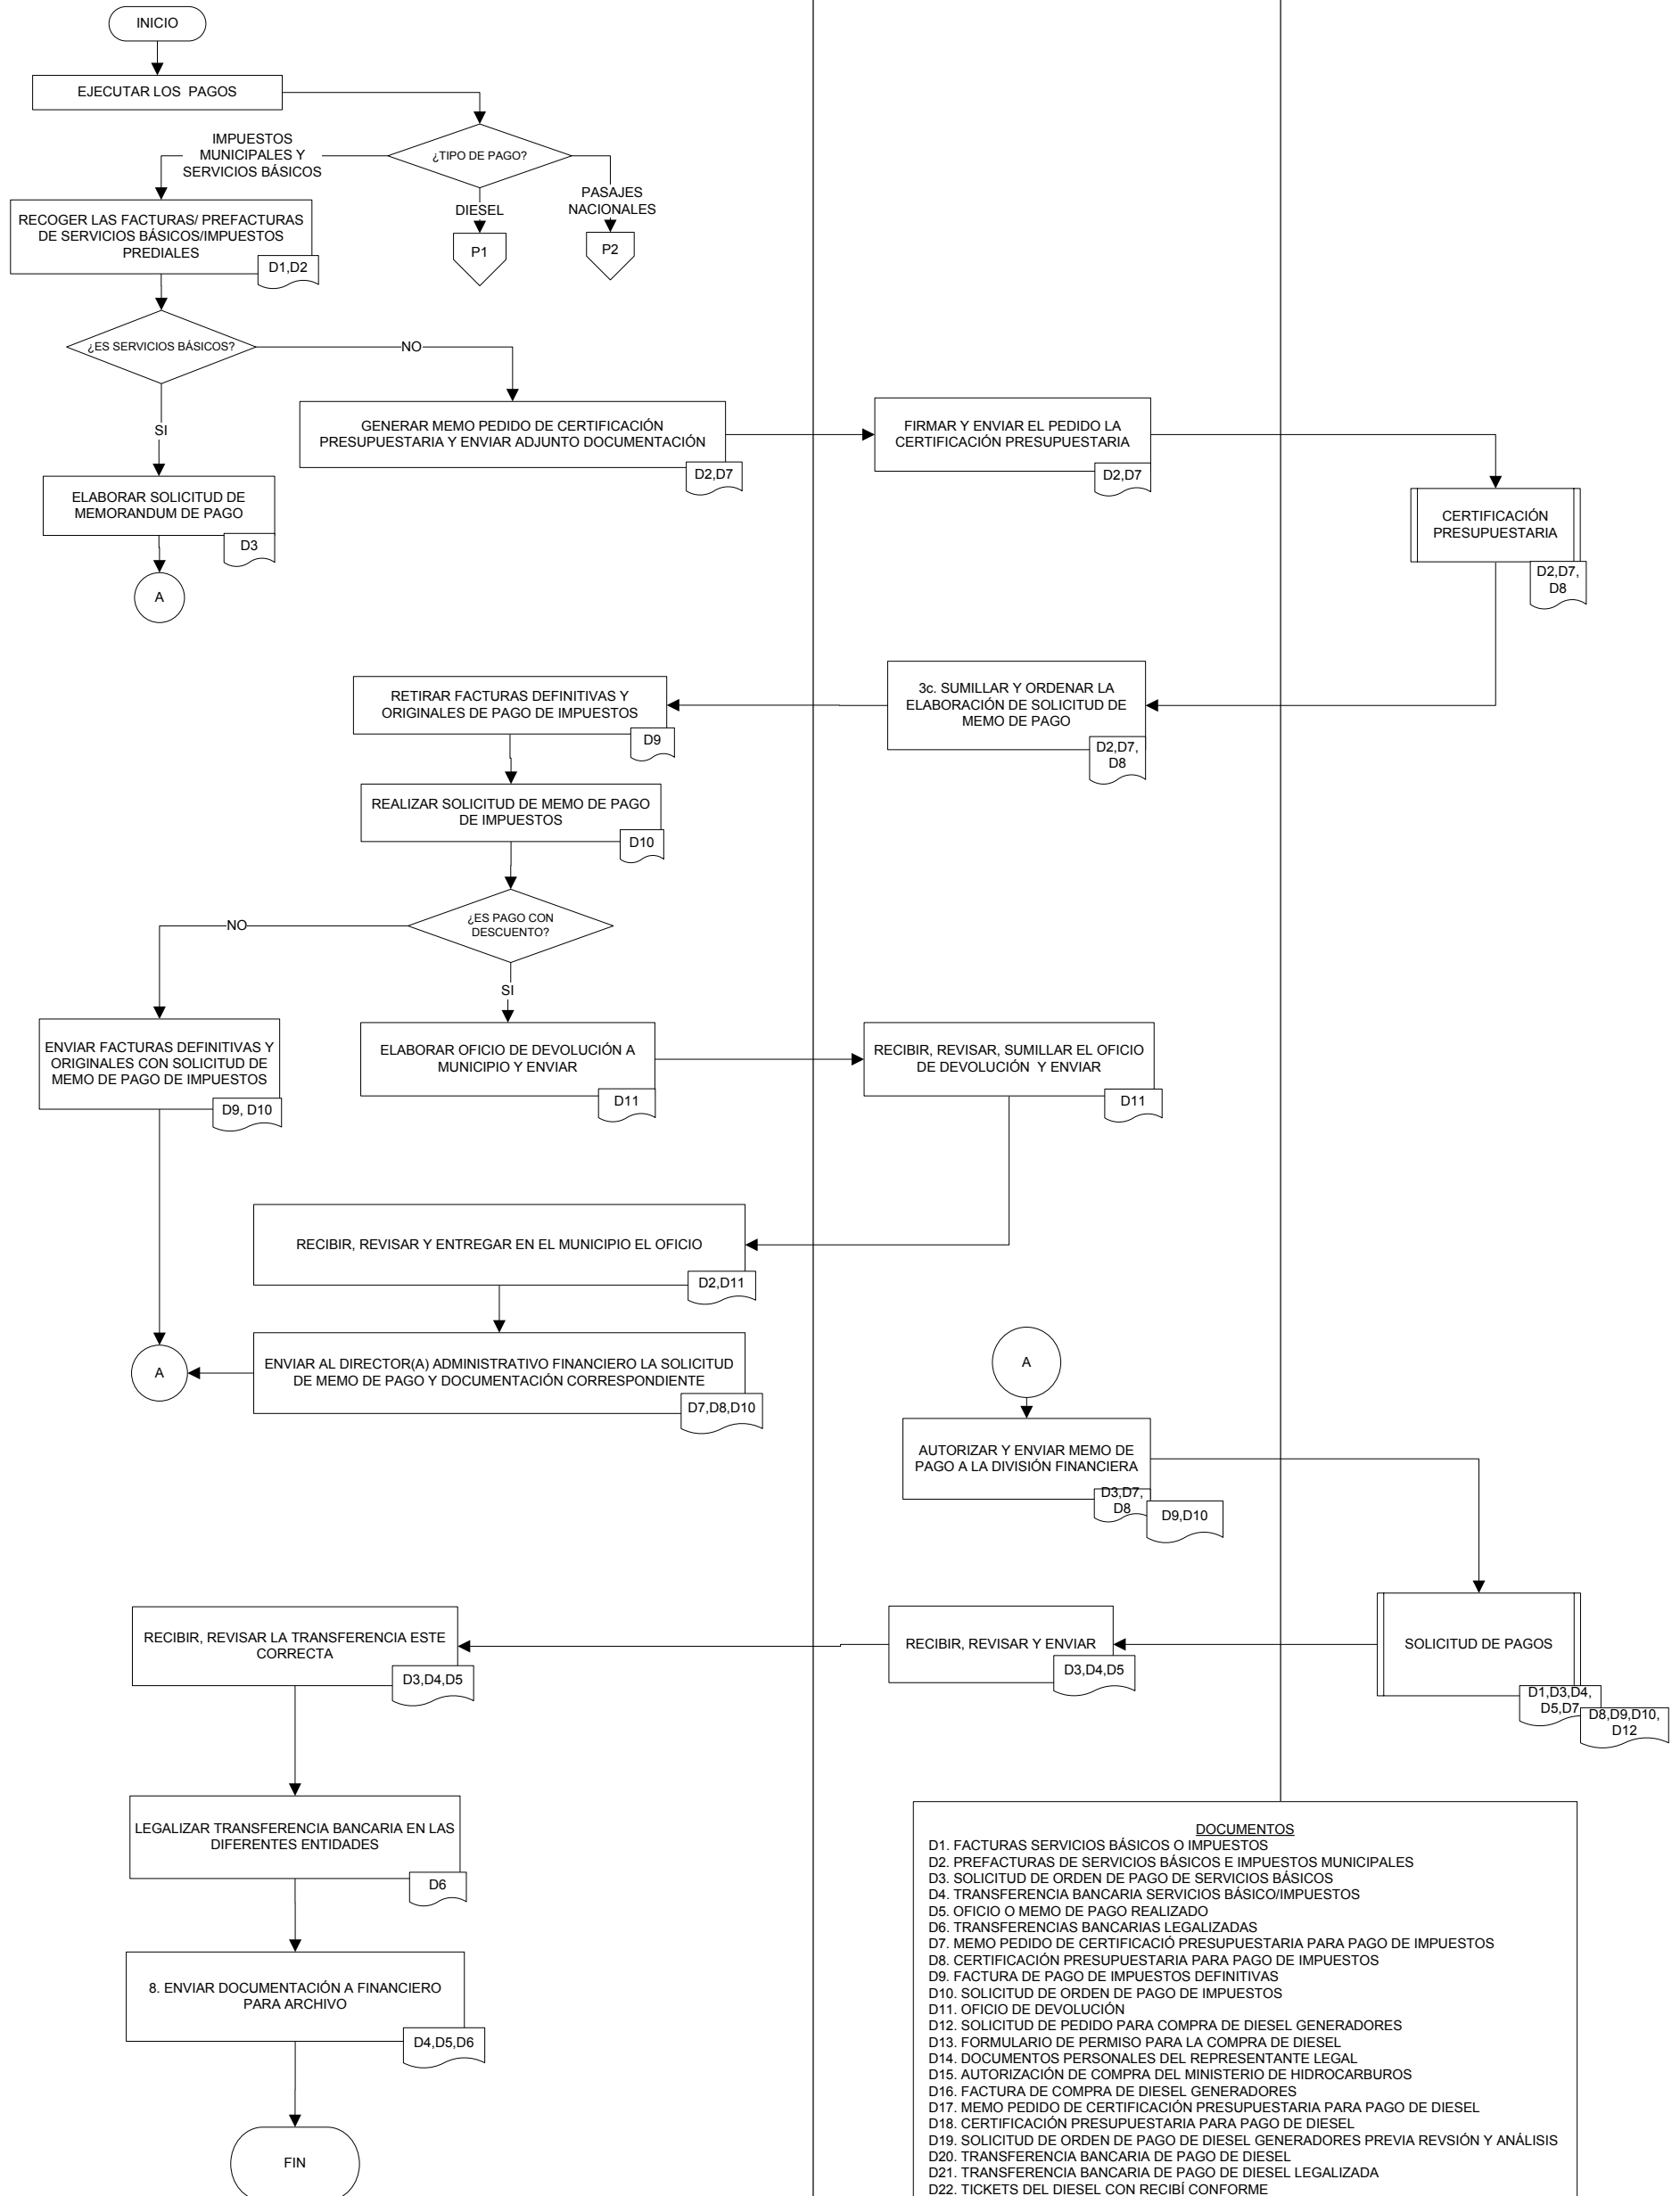 INICIO
EJECUTAR LOS PAGOS
¿TIPO DE PAGO?
IMPUESTOS
MUNICIPALES Y
SERVICIOS BÁSICOS
DIESEL
PASAJES
NACIONALES
P1
P2
RECOGER LAS FACTURAS/ PREFACTURAS
DE SERVICIOS BÁSICOS/IMPUESTOS
PREDIALES
D1,D2
¿ES SERVICIOS BÁSICOS?
NO
SI
GENERAR MEMO PEDIDO DE CERTIFICACIÓN
PRESUPUESTARIA Y ENVIAR ADJUNTO DOCUMENTACIÓN
D2,D7
FIRMAR Y ENVIAR EL PEDIDO LA
CERTIFICACIÓN PRESUPUESTARIA
D2,D7
CERTIFICACIÓN
PRESUPUESTARIA
D2,D7,
D8
ELABORAR SOLICITUD DE
MEMORANDUM DE PAGO
D3
A
3c. SUMILLAR Y ORDENAR LA
ELABORACIÓN DE SOLICITUD DE
MEMO DE PAGO
D2,D7,
D8
RETIRAR FACTURAS DEFINITIVAS Y
ORIGINALES DE PAGO DE IMPUESTOS
D9
REALIZAR SOLICITUD DE MEMO DE PAGO
DE IMPUESTOS
D10
¿ES PAGO CON
DESCUENTO?
NO
SI
ENVIAR FACTURAS DEFINITIVAS Y
ORIGINALES CON SOLICITUD DE
MEMO DE PAGO DE IMPUESTOS
D9, D10
ELABORAR OFICIO DE DEVOLUCIÓN A
MUNICIPIO Y ENVIAR
D11
RECIBIR, REVISAR, SUMILLAR EL OFICIO
DE DEVOLUCIÓN Y ENVIAR
D11
RECIBIR, REVISAR Y ENTREGAR EN EL MUNICIPIO EL OFICIO
D2,D11
ENVIAR AL DIRECTOR(A) ADMINISTRATIVO FINANCIERO LA SOLICITUD
DE MEMO DE PAGO Y DOCUMENTACIÓN CORRESPONDIENTE
D7,D8,D10
A
A
AUTORIZAR Y ENVIAR MEMO DE
PAGO A LA DIVISIÓN FINANCIERA
D3,D7,
D8
D9,D10
SOLICITUD DE PAGOS
D1,D3,D4,
D5,D7
D8,D9,D10,
D12
RECIBIR, REVISAR Y ENVIAR
D3,D4,D5
RECIBIR, REVISAR LA TRANSFERENCIA ESTE
CORRECTA
D3,D4,D5
LEGALIZAR TRANSFERENCIA BANCARIA EN LAS
DIFERENTES ENTIDADES
D6
8. ENVIAR DOCUMENTACIÓN A FINANCIERO
PARA ARCHIVO
D4,D5,D6
FIN
DOCUMENTOS
D1. FACTURAS SERVICIOS BÁSICOS O IMPUESTOS
D2. PREFACTURAS DE SERVICIOS BÁSICOS E IMPUESTOS MUNICIPALES
D3. SOLICITUD DE ORDEN DE PAGO DE SERVICIOS BÁSICOS
D4. TRANSFERENCIA BANCARIA SERVICIOS BÁSICO/IMPUESTOS
D5. OFICIO O MEMO DE PAGO REALIZADO
D6. TRANSFERENCIAS BANCARIAS LEGALIZADAS
D7. MEMO PEDIDO DE CERTIFICACIÓ PRESUPUESTARIA PARA PAGO DE IMPUESTOS
D8. CERTIFICACIÓN PRESUPUESTARIA PARA PAGO DE IMPUESTOS
D9. FACTURA DE PAGO DE IMPUESTOS DEFINITIVAS
D10. SOLICITUD DE ORDEN DE PAGO DE IMPUESTOS
D11. OFICIO DE DEVOLUCIÓN
D12. SOLICITUD DE PEDIDO PARA COMPRA DE DIESEL GENERADORES
D13. FORMULARIO DE PERMISO PARA LA COMPRA DE DIESEL
D14. DOCUMENTOS PERSONALES DEL REPRESENTANTE LEGAL
D15. AUTORIZACIÓN DE COMPRA DEL MINISTERIO DE HIDROCARBUROS
D16. FACTURA DE COMPRA DE DIESEL GENERADORES
D17. MEMO PEDIDO DE CERTIFICACIÓN PRESUPUESTARIA PARA PAGO DE DIESEL
D18. CERTIFICACIÓN PRESUPUESTARIA PARA PAGO DE DIESEL
D19. SOLICITUD DE ORDEN DE PAGO DE DIESEL GENERADORES PREVIA REVSIÓN Y ANÁLISIS
D20. TRANSFERENCIA BANCARIA DE PAGO DE DIESEL
D21. TRANSFERENCIA BANCARIA DE PAGO DE DIESEL LEGALIZADA
D22. TICKETS DEL DIESEL CON RECIBÍ CONFORME